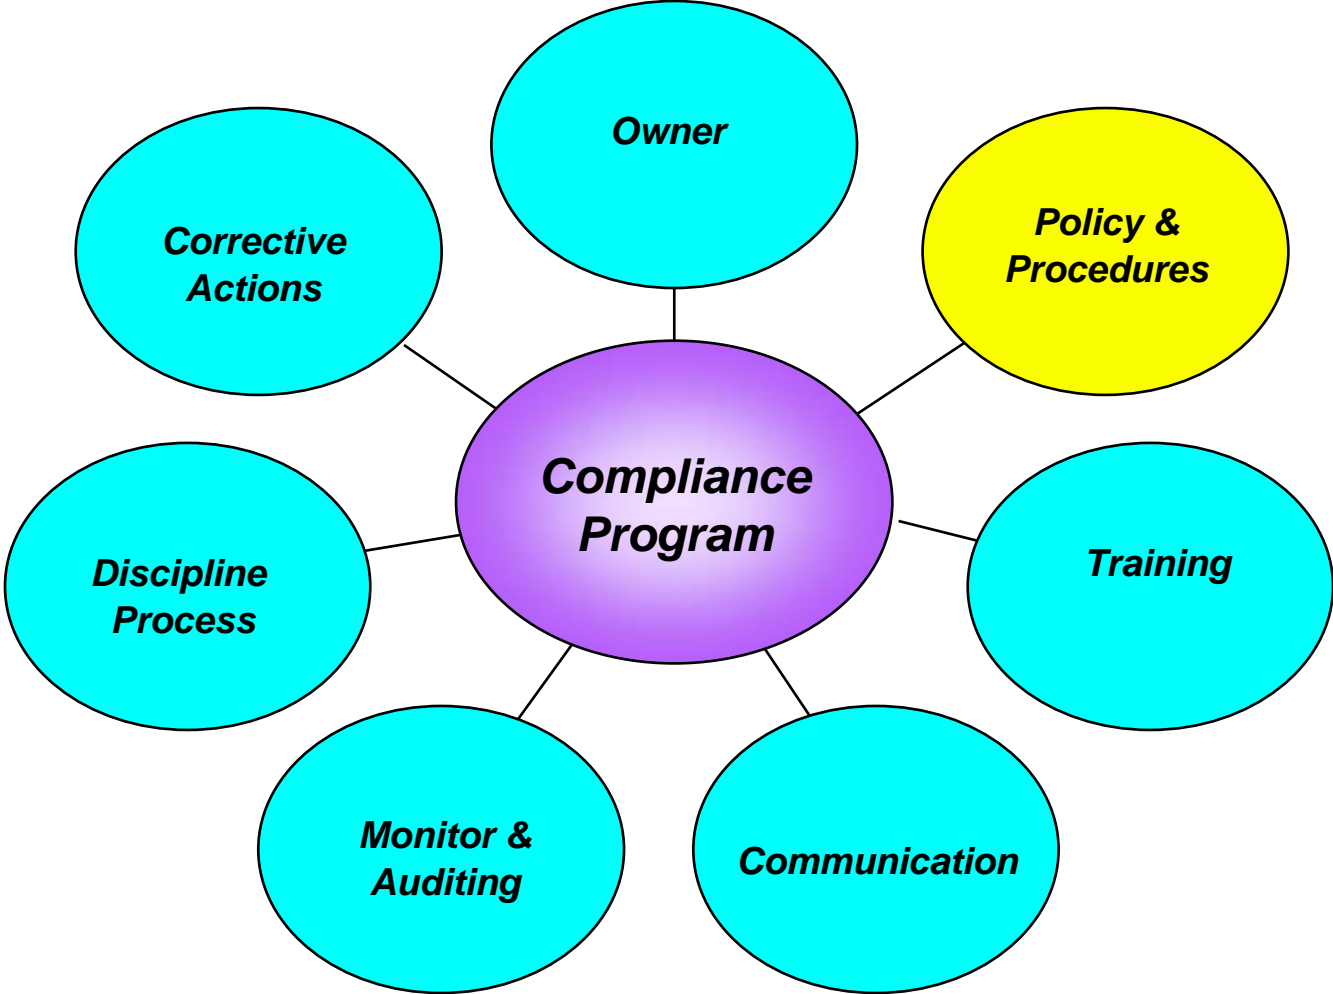 Owner
Policy &
Procedures
Corrective
Actions
Compliance
Program
Training
Discipline
Process
Monitor &
Auditing
Communication